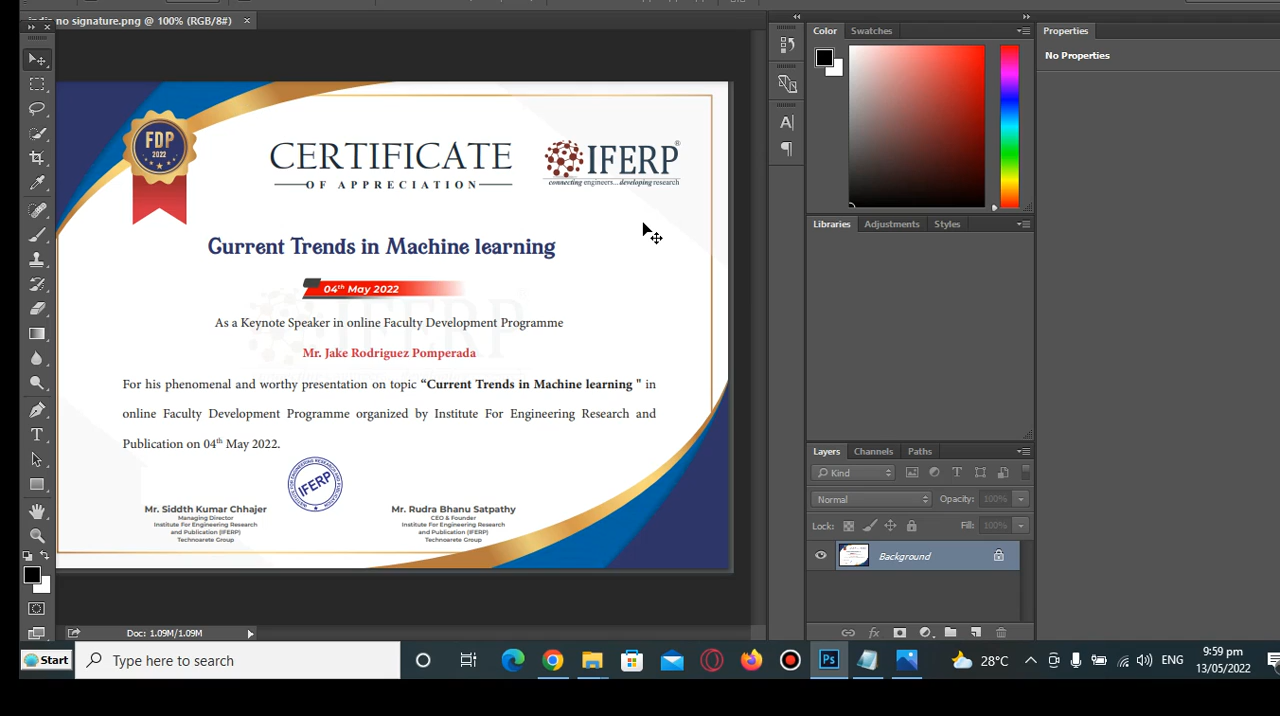 no signature.png @ 100% (RGB/8#) ×
Color Swatches
Properties
No Properties
FDP
2022
CERTIFICATE
OF APPRECIATION
IFERP®
connecting engineers...developing research
Current Trends in Machine learning
04th May 2022
As a Keynote Speaker in online Faculty Development Programme
Mr. Jake Rodriguez Pomperada
For his phenomenal and worthy presentation on topic “Current Trends in Machine learning " in
online Faculty Development Programme organized by Institute For Engineering Research and
Publication on 04th May 2022.
IFERP
Mr. Siddth Kumar Chhajer
Managing Director
Institute For Engineering Research
and Publication (IFERP)
Technoarete Group
Mr. Rudra Bhanu Satpathy
CEO & Founder
Institute For Engineering Research
and Publication (IFERP)
Technoarete Group
Libraries Adjustments Styles
Layers Channels Paths
Kind
Normal Opacity: 100%
Lock: Fill: 100%
Background
Doc: 1.09M/1.09M
Start
Type here to search
Ps
28°C
ENG
9:59 pm
13/05/2022